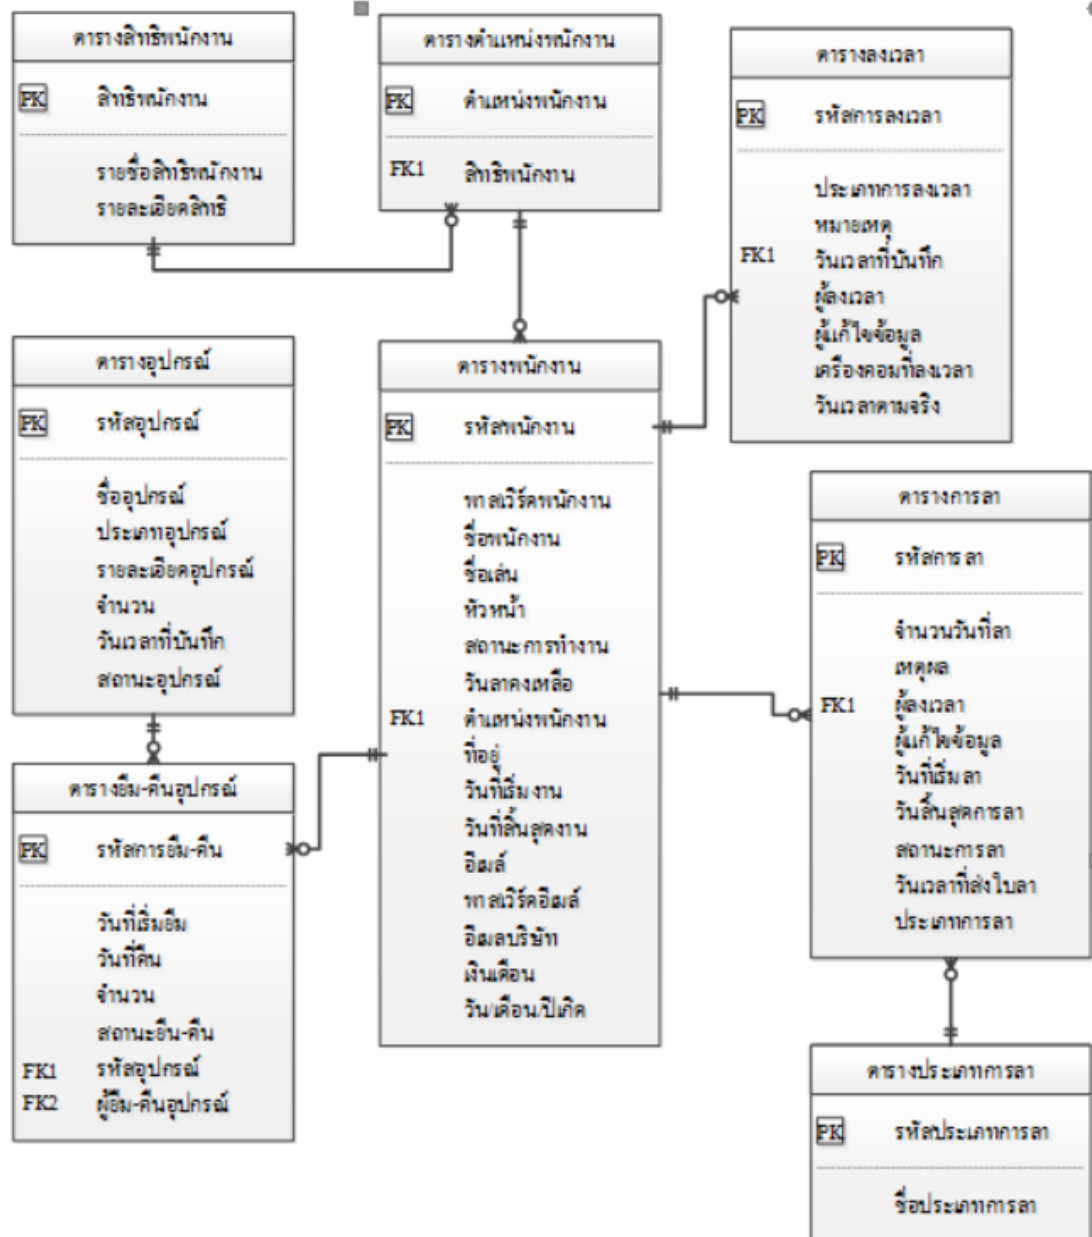 ตารางสิทธิพนักงาน
PK สิทธิพนักงาน
รายชื่อสิทธิพนักงาน
รายละเอียดสิทธิ
ตารางตำแหน่งพนักงาน
PK ตำแหน่งพนักงาน
FK1 สิทธิพนักงาน
ตารางลงเวลา
PK รหัสการลงเวลา
ประเภทการลงเวลา
หมายเหตุ
FK1 วันเวลาที่บันทึก
ผู้ลงเวลา
ผู้แก้ไขข้อมูล
เครื่องคอมที่ลงเวลา
วันเวลาตามจริง
ตารางอุปกรณ์
PK รหัสอุปกรณ์
ชื่ออุปกรณ์
ประเภทอุปกรณ์
รายละเอียดอุปกรณ์
จำนวน
วันเวลาที่บันทึก
สถานะอุปกรณ์
ตารางพนักงาน
PK รหัสพนักงาน
พาสเวิร์ดพนักงาน
ชื่อพนักงาน
ชื่อเล่น
หัวหน้า
สถานะการทำงาน
วันลาคงเหลือ
FK1 ตำแหน่งพนักงาน
ที่อยู่
วันที่เริ่มงาน
วันที่สิ้นสุดงาน
อีเมล์
พาสเวิร์ดอีเมล์
อีเมลบริษัท
เงินเดือน
วัน/เดือน/ปีเกิด
ตารางการลา
PK รหัสการลา
จำนวนวันที่ลา
เหตุผล
FK1 ผู้ลงเวลา
ผู้แก้ไขข้อมูล
วันที่เริ่มลา
วันสิ้นสุดการลา
สถานะการลา
วันเวลาที่ส่งใบลา
ประเภทการลา
ตารางยืม-คืนอุปกรณ์
PK รหัสการยืม-คืน
วันที่เริ่มยืม
วันที่คืน
จำนวน
สถานะยืน-คืน
FK1 รหัสอุปกรณ์
FK2 ผู้ยืม-คืนอุปกรณ์
ตารางประเภทการลา
PK รหัสประเภทการลา
ชื่อประเภทการลา